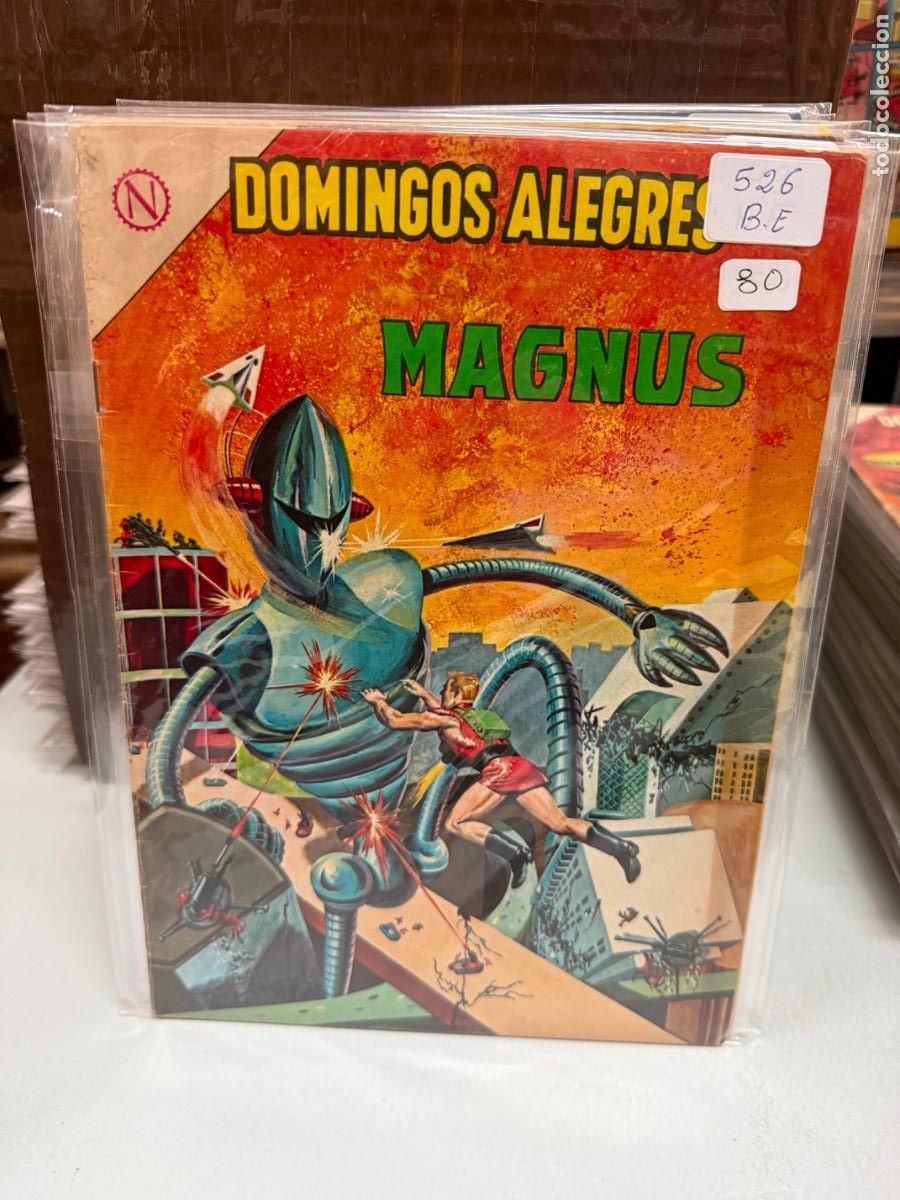 N
DOMINGOS ALEGRES
526
B.E
80
MAGNUS
todocoleccion